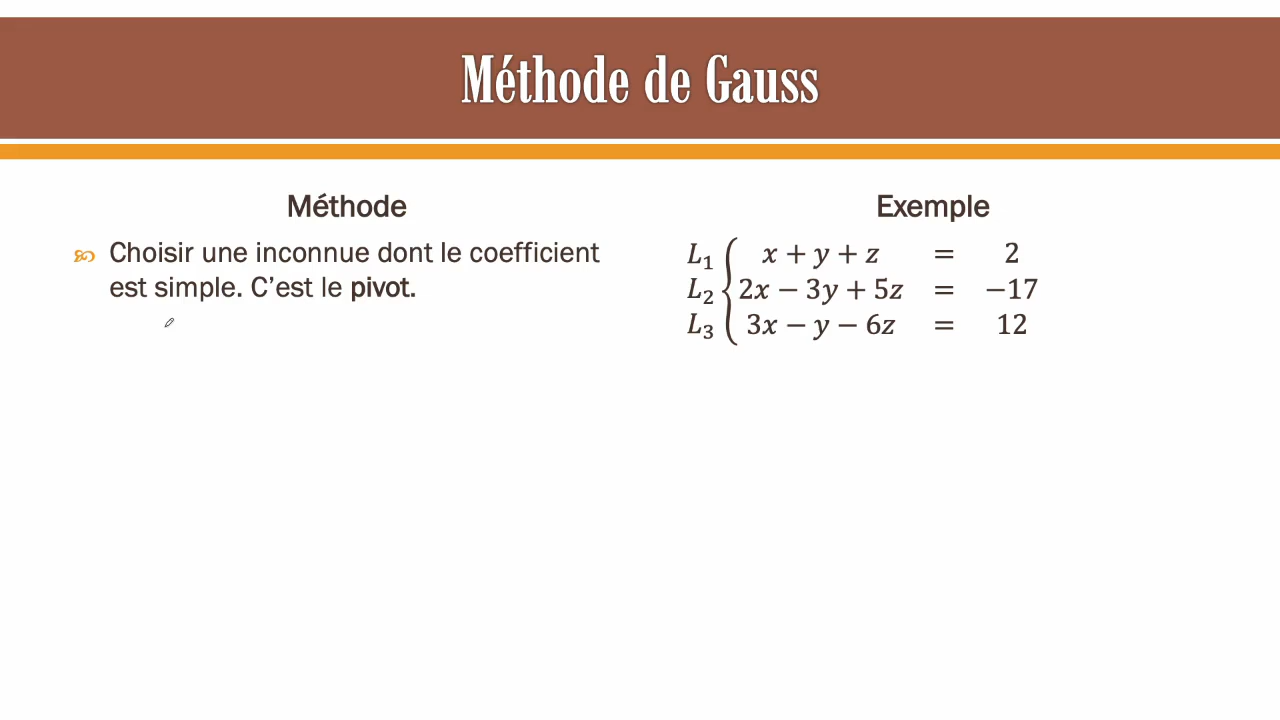 Méthode de Gauss
Méthode
Choisir une inconnue dont le coefficient
est simple. C’est le pivot.
Exemple
L₁ { x + y + z = 2
L₂ { 2x − 3y + 5z = −17
L₃ { 3x − y − 6z = 12